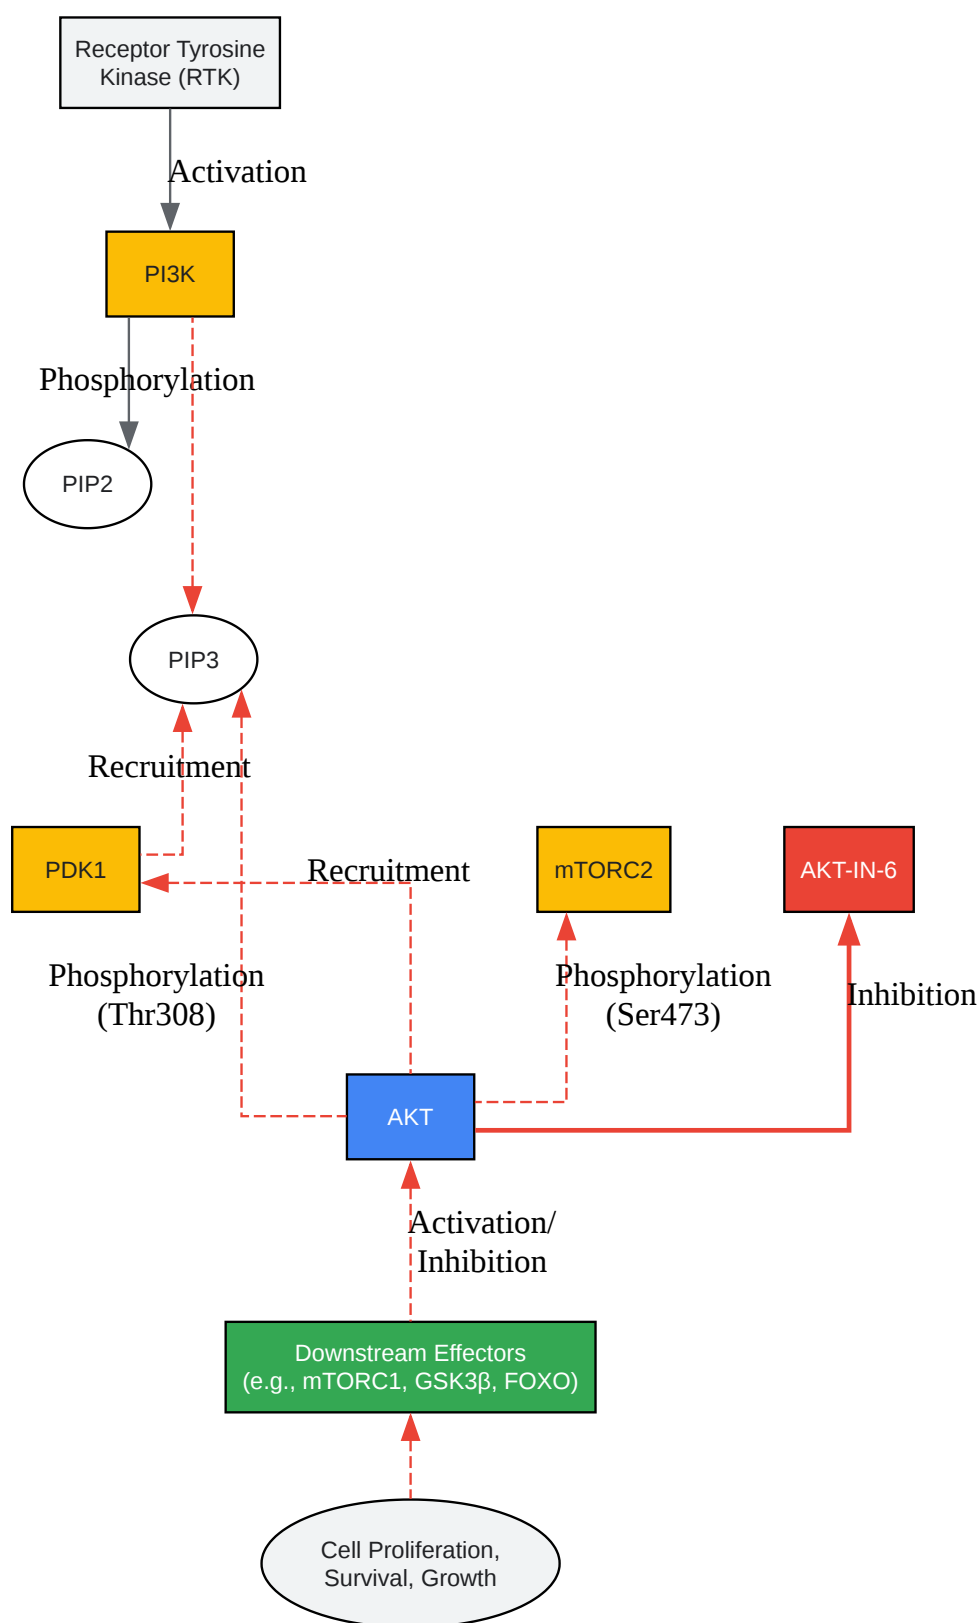 Receptor Tyrosine
Kinase (RTK)
Activation
PI3K
Phosphorylation
PIP2
PIP3
Recruitment
PDK1
Recruitment
mTORC2
AKT-IN-6
Phosphorylation
(Thr308)
Phosphorylation
(Ser473)
Inhibition
AKT
Activation/
Inhibition
Downstream Effectors
(e.g., mTORC1, GSK3β, FOXO)
Cell Proliferation,
Survival, Growth